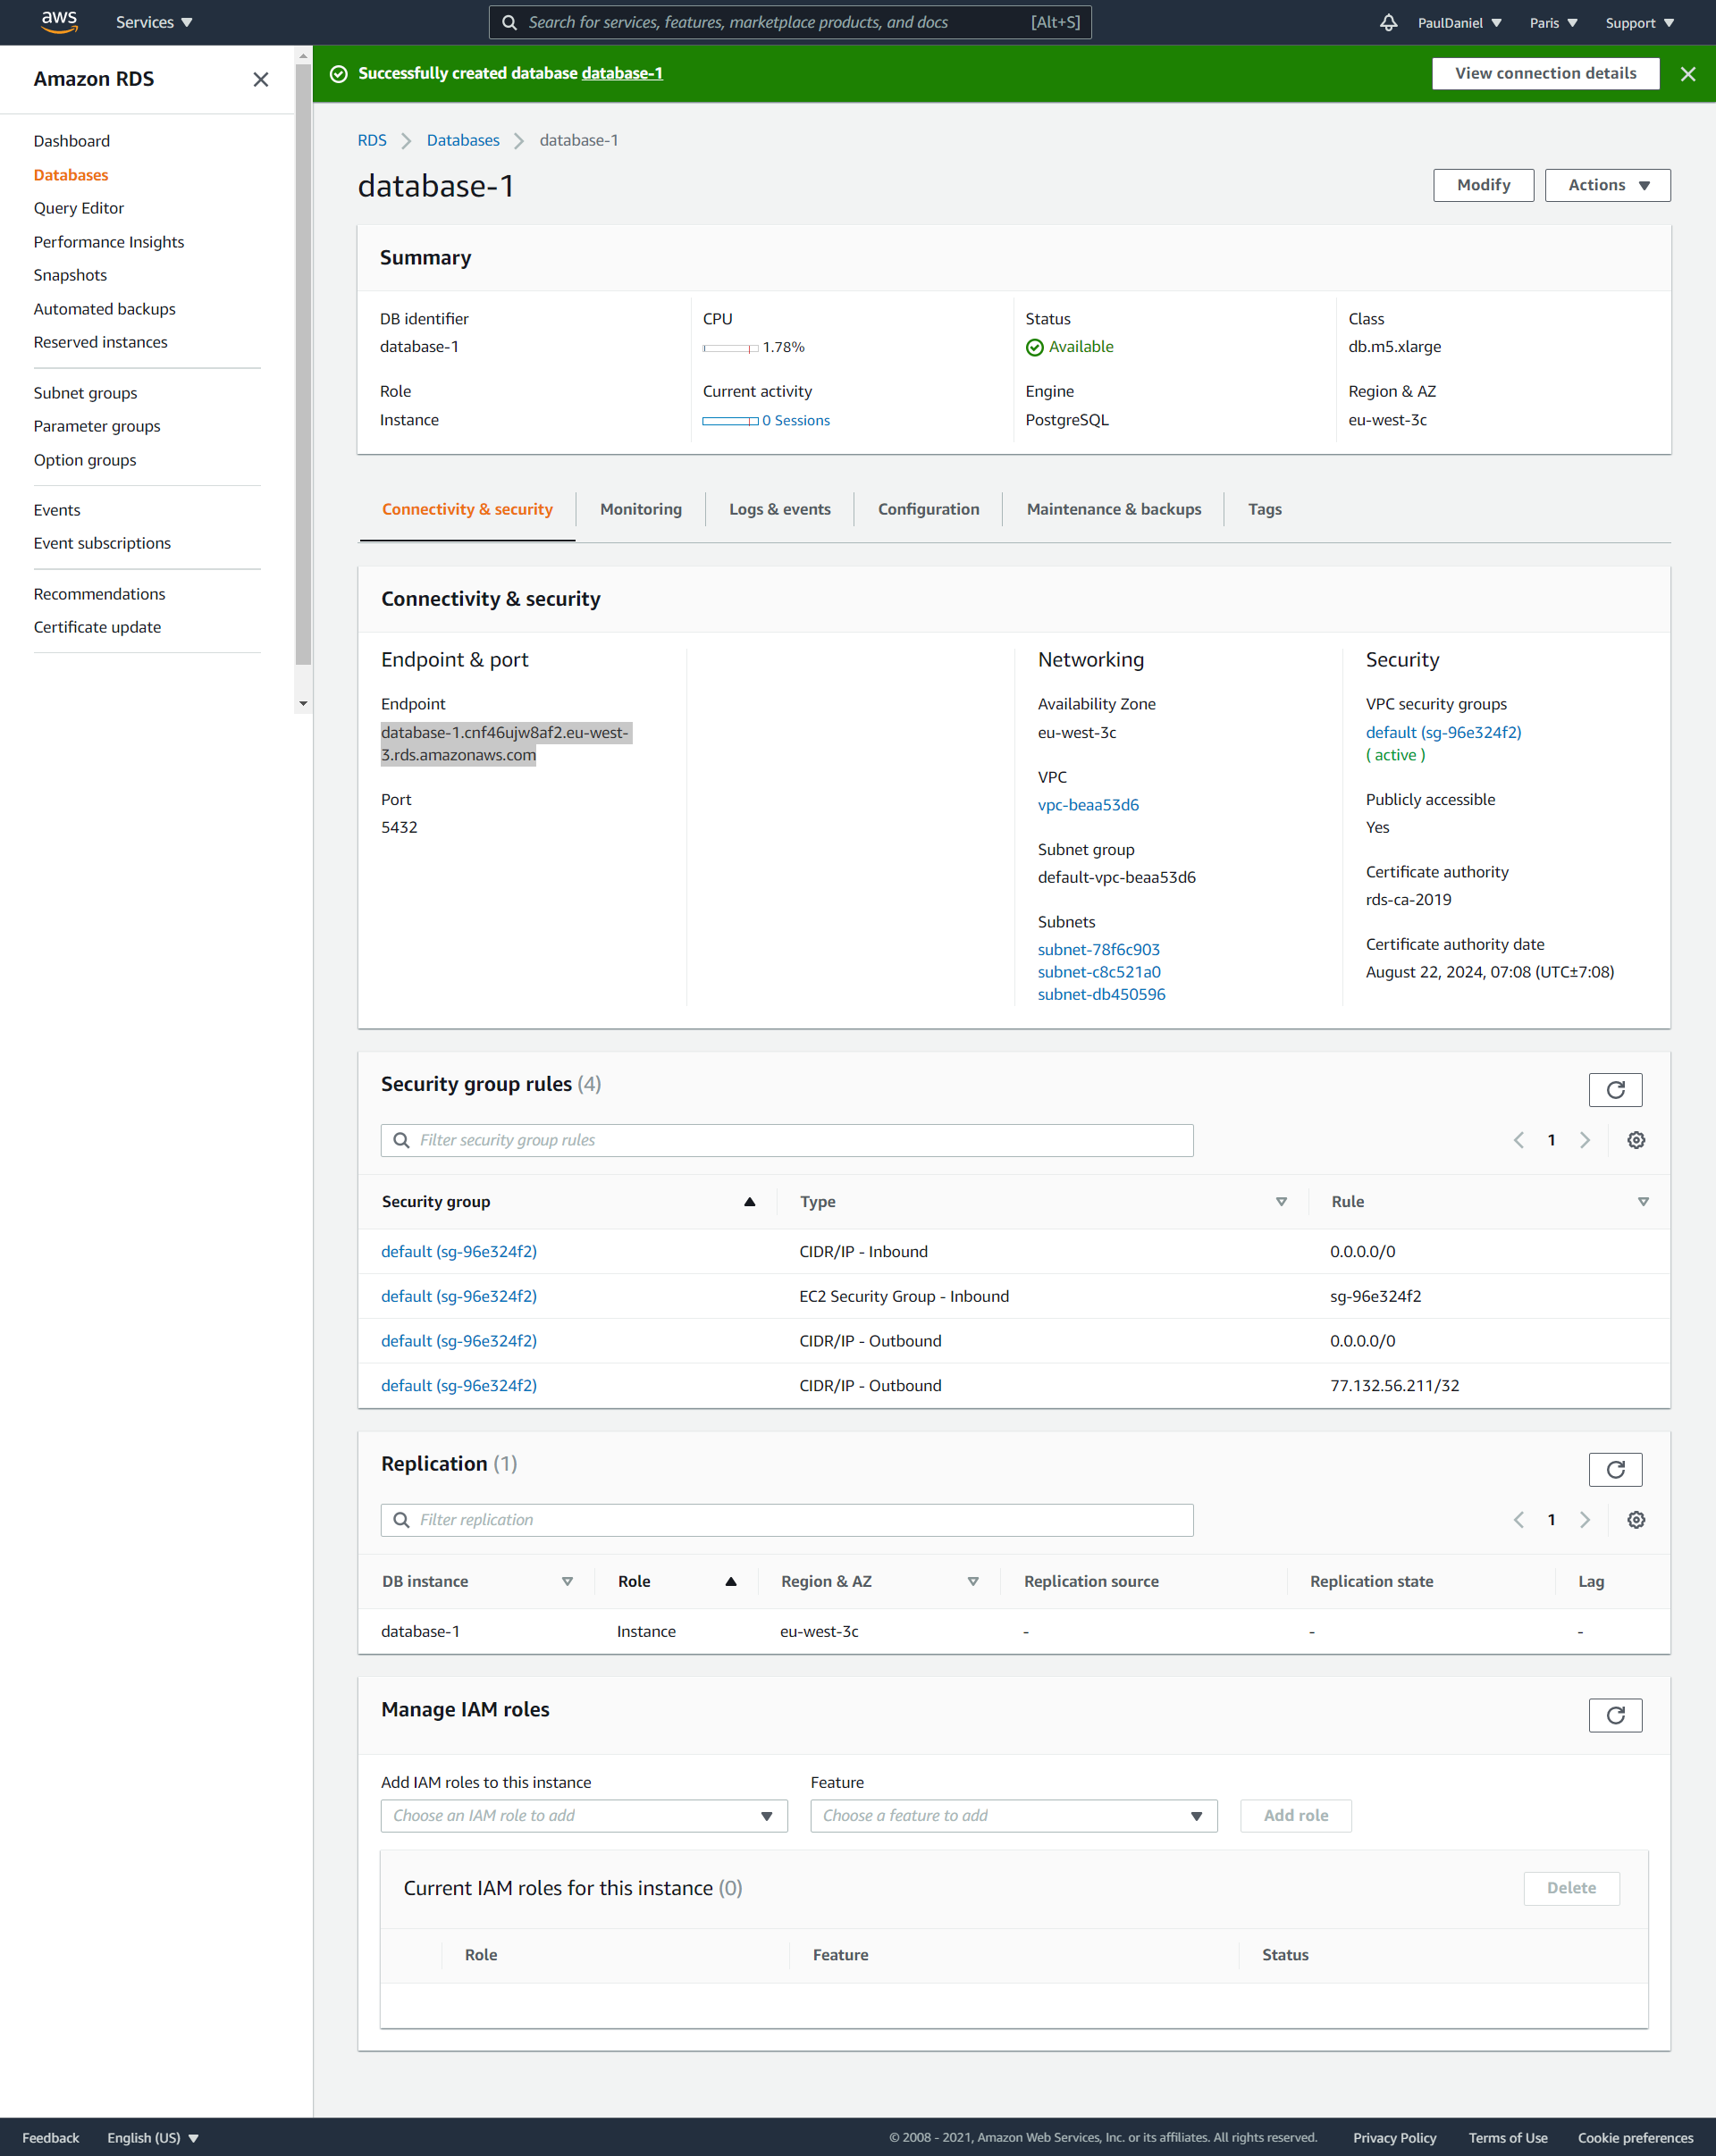 aws
Services
Search for services, features, marketplace products, and docs [Alt+S]
PaulDaniel
Paris
Support
Amazon RDS
Dashboard
Databases
Query Editor
Performance Insights
Snapshots
Automated backups
Reserved instances
Subnet groups
Parameter groups
Option groups
Events
Event subscriptions
Recommendations
Certificate update
Successfully created database database-1
View connection details
RDS Databases database-1
database-1
Modify Actions
Summary
DB identifier CPU Status Class
database-1 1.78% Available db.m5.xlarge
Role Current activity Engine Region & AZ
Instance 0 Sessions PostgreSQL eu-west-3c
Connectivity & security Monitoring Logs & events Configuration Maintenance & backups Tags
Connectivity & security
Endpoint & port
Endpoint
database-1.cnf46ujw8af2.eu-west-
3.rds.amazonaws.com
Port
5432
Networking
Availability Zone
eu-west-3c
VPC
vpc-beaa53d6
Subnet group
default-vpc-beaa53d6
Subnets
subnet-78f6c903
subnet-c8c521a0
subnet-db450596
Security
VPC security groups
default (sg-96e324f2)
( active )
Publicly accessible
Yes
Certificate authority
rds-ca-2019
Certificate authority date
August 22, 2024, 07:08 (UTC±7:08)
Security group rules (4)
Filter security group rules
1
Security group Type Rule
default (sg-96e324f2) CIDR/IP - Inbound 0.0.0.0/0
default (sg-96e324f2) EC2 Security Group - Inbound sg-96e324f2
default (sg-96e324f2) CIDR/IP - Outbound 0.0.0.0/0
default (sg-96e324f2) CIDR/IP - Outbound 77.132.56.211/32
Replication (1)
Filter replication
1
DB instance Role Region & AZ Replication source Replication state Lag
database-1 Instance eu-west-3c - - -
Manage IAM roles
Add IAM roles to this instance Feature
Choose an IAM role to add Choose a feature to add Add role
Current IAM roles for this instance (0) Delete
Role Feature Status
Feedback English (US) © 2008 - 2021, Amazon Web Services, Inc. or its affiliates. All rights reserved. Privacy Policy Terms of Use Cookie preferences